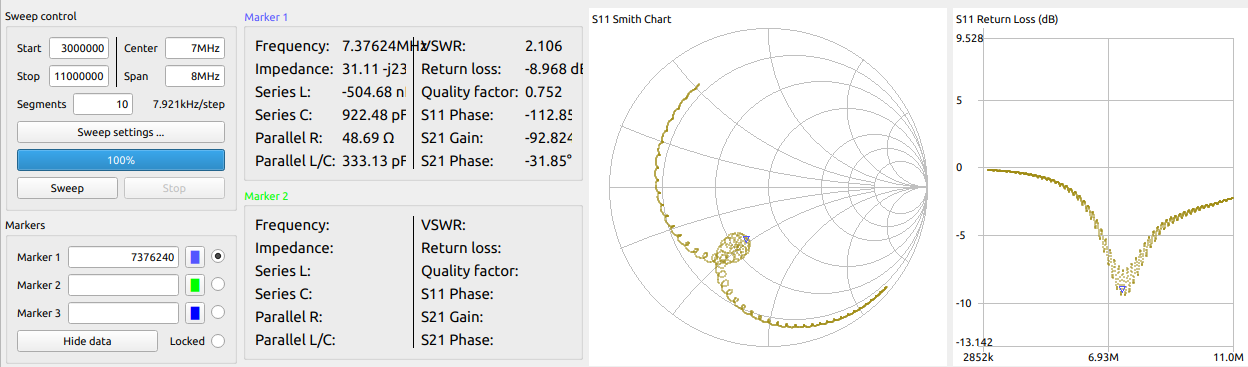 Sweep control
Start 3000000 Center 7MHz
Stop 11000000 Span 8MHz
Segments 10 7.921kHz/step
Sweep settings ...
100%
Sweep Stop
Markers
Marker 1 7376240
Marker 2
Marker 3
Hide data Locked
Marker 1
Frequency: 7.37624MHz VSWR: 2.106
Impedance: 31.11 -j23 Return loss: -8.968 dB
Series L: -504.68 nH Quality factor: 0.752
Series C: 922.48 pF S11 Phase: -112.85
Parallel R: 48.69 Ω S21 Gain: -92.824
Parallel L/C: 333.13 pF S21 Phase: -31.85°
Marker 2
Frequency: VSWR:
Impedance: Return loss:
Series L: Quality factor:
Series C: S11 Phase:
Parallel R: S21 Gain:
Parallel L/C: S21 Phase:
S11 Smith Chart
S11 Return Loss (dB)
9.528
5
0
-5
-10
-13.142
2852k 6.93M 11.0M